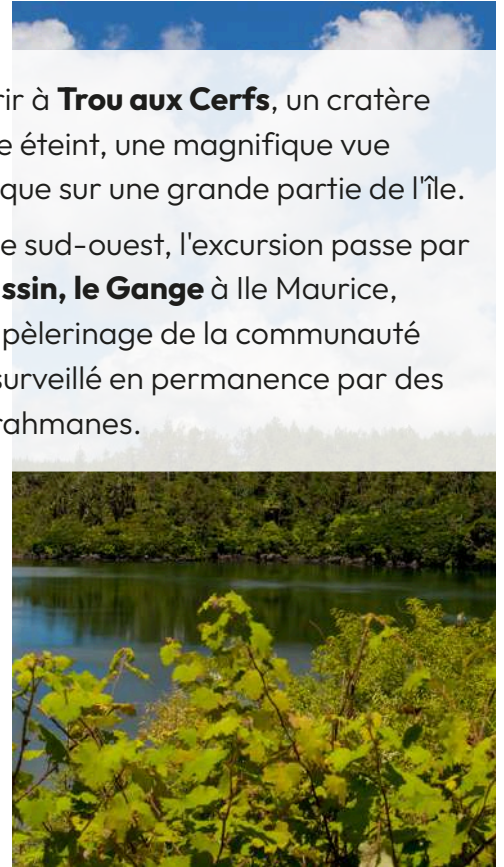 rir à Trou aux Cerfs, un cratère
e éteint, une magnifique vue
que sur une grande partie de l'île.
e sud-ouest, l'excursion passe par
ssin, le Gange à Ile Maurice,
pèlerinage de la communauté
surveillé en permanence par des
rahmanes.